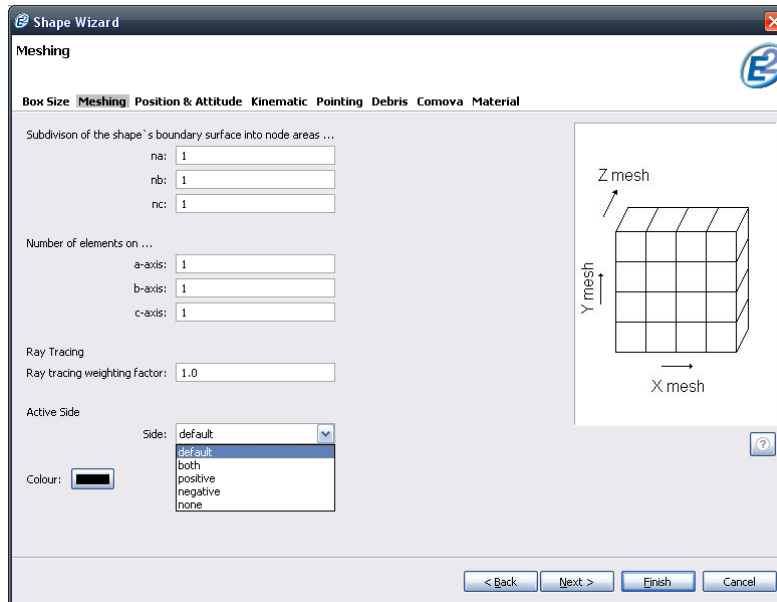 Shape Wizard
Meshing
Box Size Meshing Position & Attitude Kinematic Pointing Debris Comova Material
Subdivison of the shape`s boundary surface into node areas ...
na: 1
nb: 1
nc: 1
Number of elements on ...
a-axis: 1
b-axis: 1
c-axis: 1
Ray Tracing
Ray tracing weighting factor: 1.0
Active Side
Side: default
default
both
positive
negative
none
Colour:
Z mesh
Y mesh
X mesh
?
< Back Next > Finish Cancel
E2